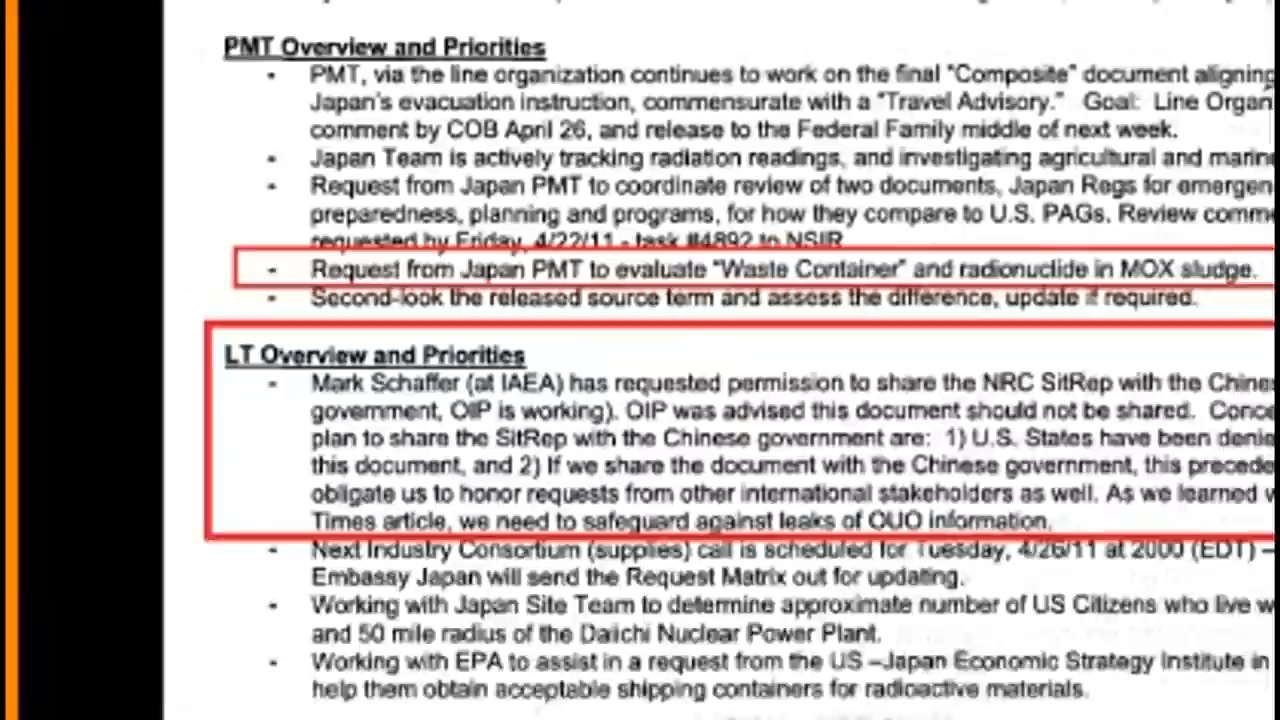 PMT Overview and Priorities
- PMT, via the line organization continues to work on the final "Composite" document aligning
Japan's evacuation instruction, commensurate with a "Travel Advisory." Goal: Line Organ
comment by COB April 26, and release to the Federal Family middle of next week.
- Japan Team is actively tracking radiation readings, and investigating agricultural and marine
- Request from Japan PMT to coordinate review of two documents, Japan Regs for emergen
preparedness, planning and programs, for how they compare to U.S. PAGs. Review comme
requested by Friday, 4/22/11 - task #4892 to NSIR
- Request from Japan PMT to evaluate "Waste Container" and radionuclide in MOX sludge.
- Second-look the released source term and assess the difference, update if required.
LT Overview and Priorities
- Mark Schaffer (at IAEA) has requested permission to share the NRC SitRep with the Chine
government, OIP is working). OIP was advised this document should not be shared. Conce
plan to share the SitRep with the Chinese government are: 1) U.S. States have been denie
this document, and 2) If we share the document with the Chinese government, this precede
obligate us to honor requests from other international stakeholders as well. As we learned w
Times article, we need to safeguard against leaks of OUO information.
- Next Industry Consortium (supplies) call is scheduled for Tuesday, 4/26/11 at 2000 (EDT) –
Embassy Japan will send the Request Matrix out for updating.
- Working with Japan Site Team to determine approximate number of US Citizens who live w
and 50 mile radius of the Daiichi Nuclear Power Plant.
- Working with EPA to assist in a request from the US –Japan Economic Strategy Institute in
help them obtain acceptable shipping containers for radioactive materials.